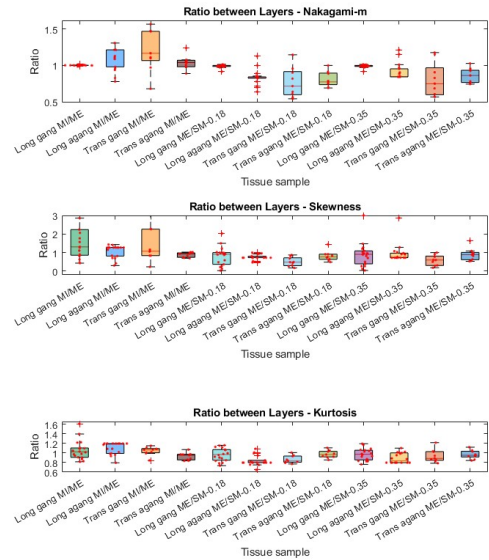 Ratio between Layers - Nakagami-m
1.5
1
0.5
Ratio
Long gang MI/ME
Long agang MI/ME
Trans gang MI/ME
Trans agang MI/ME
Long gang ME/SM-0.18
Long agang ME/SM-0.18
Trans gang ME/SM-0.18
Trans agang ME/SM-0.18
Long gang ME/SM-0.35
Long agang ME/SM-0.35
Trans gang ME/SM-0.35
Trans agang ME/SM-0.35
Tissue sample
Ratio between Layers - Skewness
3
2
1
0
Ratio
Long gang MI/ME
Long agang MI/ME
Trans gang MI/ME
Trans agang MI/ME
Long gang ME/SM-0.18
Long agang ME/SM-0.18
Trans gang ME/SM-0.18
Trans agang ME/SM-0.18
Long gang ME/SM-0.35
Long agang ME/SM-0.35
Trans gang ME/SM-0.35
Trans agang ME/SM-0.35
Tissue sample
Ratio between Layers - Kurtosis
1.6
1.4
1.2
1
0.8
0.6
Ratio
Long gang MI/ME
Long agang MI/ME
Trans gang MI/ME
Trans agang MI/ME
Long gang ME/SM-0.18
Long agang ME/SM-0.18
Trans gang ME/SM-0.18
Trans agang ME/SM-0.18
Long gang ME/SM-0.35
Long agang ME/SM-0.35
Trans gang ME/SM-0.35
Trans agang ME/SM-0.35
Tissue sample